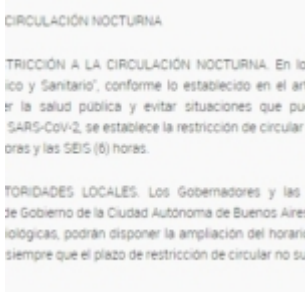 CIRCULACIÓN NOCTURNA
TRICCIÓN A LA CIRCULACIÓN NOCTURNA. En lo
ico y Sanitario", conforme lo establecido en el ar
er la salud pública y evitar situaciones que pu
SARS-CoV-2, se establece la restricción de circular
oras y las SEIS (6) horas.
TORIDADES LOCALES. Los Gobernadores y las
de Gobierno de la Ciudad Autónoma de Buenos Aires
iológicas, podrán disponer la ampliación del horario
siempre que el plazo de restricción de circular no su